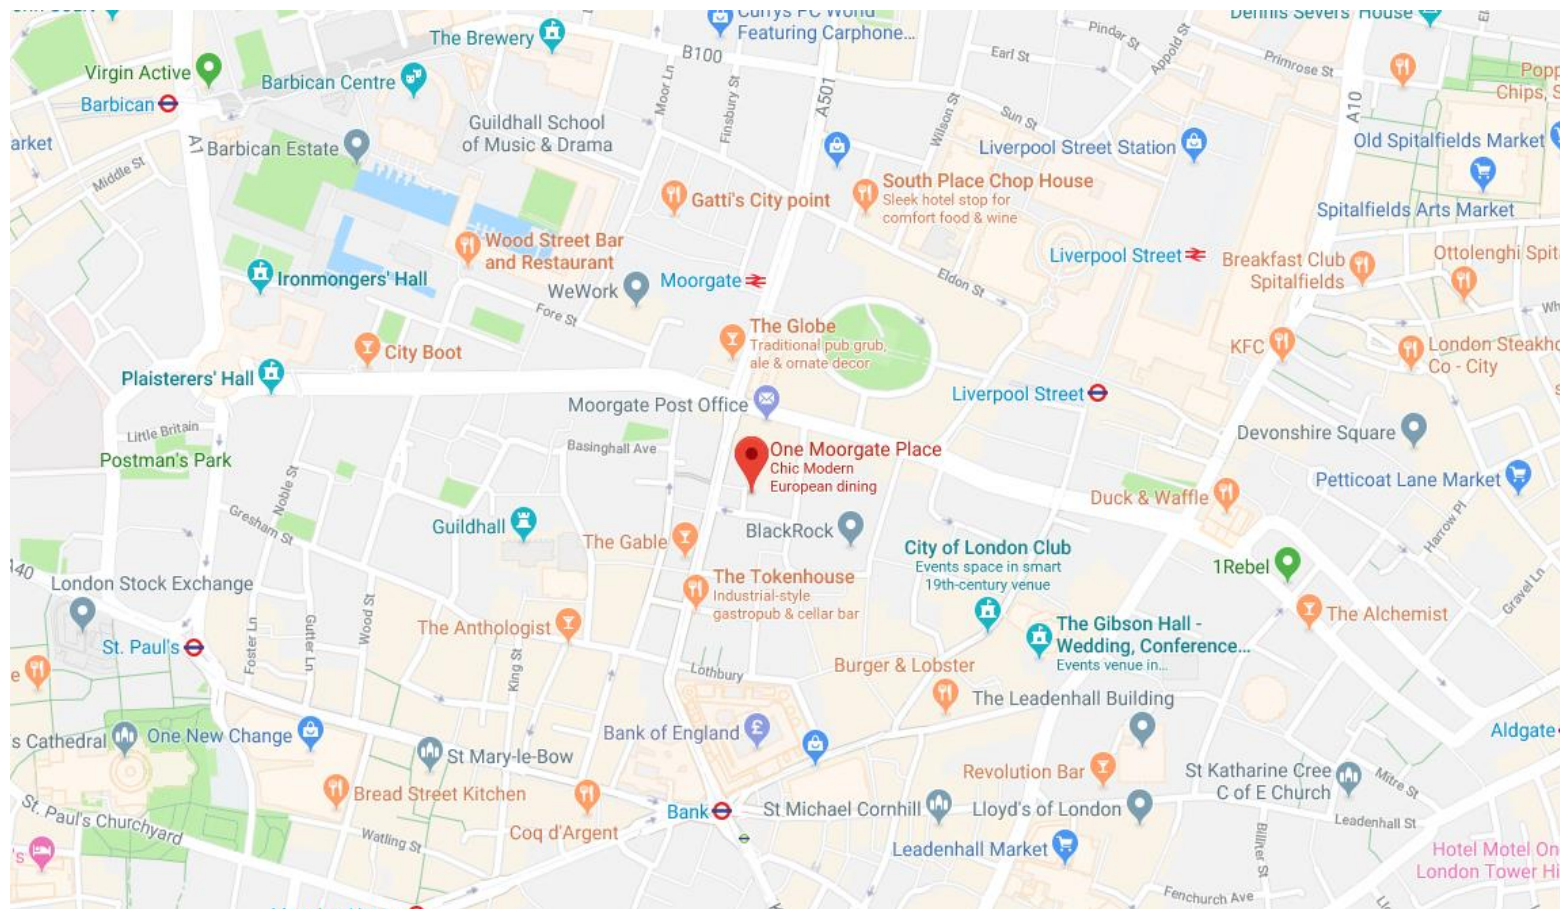 Currys PC World
Featuring Carphone...
Dennis Severs' House
The Brewery
B100
Pindar St
Appold St
Earl St
Primrose St
Virgin Active
Barbican Centre
Barbican
Moor Ln
Finsbury St
A501
Wilson St
Sun St
A10
Chips, S
A1
Guildhall School
of Music & Drama
Barbican Estate
arket
Middle St
Liverpool Street Station
Old Spitalfields Market
South Place Chop House
Sleek hotel stop for
comfort food & wine
Gatti's City point
Spitalfields Arts Market
Wood Street Bar
and Restaurant
Ironmongers' Hall
WeWork
Moorgate
Eldon St
Liverpool Street
Breakfast Club
Spitalfields
Ottolenghi Spit
Fore St
Wh
The Globe
Traditional pub grub,
ale & ornate decor
City Boot
KFC
London Steakho
Co - City
Plaisterers' Hall
Moorgate Post Office
Liverpool Street
Little Britain
Basinghall Ave
Devonshire Square
Postman's Park
One Moorgate Place
Chic Modern
European dining
Noble St
Petticoat Lane Market
Duck & Waffle
Gresham St
Guildhall
The Gable
BlackRock
Harrow Pl
City of London Club
Events space in smart
19th-century venue
1Rebel
A40
London Stock Exchange
The Tokenhouse
Industrial-style
gastropub & cellar bar
Gravel Ln
The Alchemist
Foster Ln
Gutter Ln
Wood St
The Anthologist
The Gibson Hall -
Wedding, Conference...
Events venue in...
St. Paul's
King St
Lothbury
Burger & Lobster
e
The Leadenhall Building
s Cathedral
One New Change
St Mary-le-Bow
Bank of England
Aldgate
Revolution Bar
St Katharine Cree
C of E Church
Mitre St
Bread Street Kitchen
Coq d'Argent
Bank
St Michael Cornhill
Lloyd's of London
St. Paul's Churchyard
Watling St
Leadenhall St
Leadenhall Market
Billiter St
's
Hotel Motel On
London Tower Hi
Fenchurch Ave